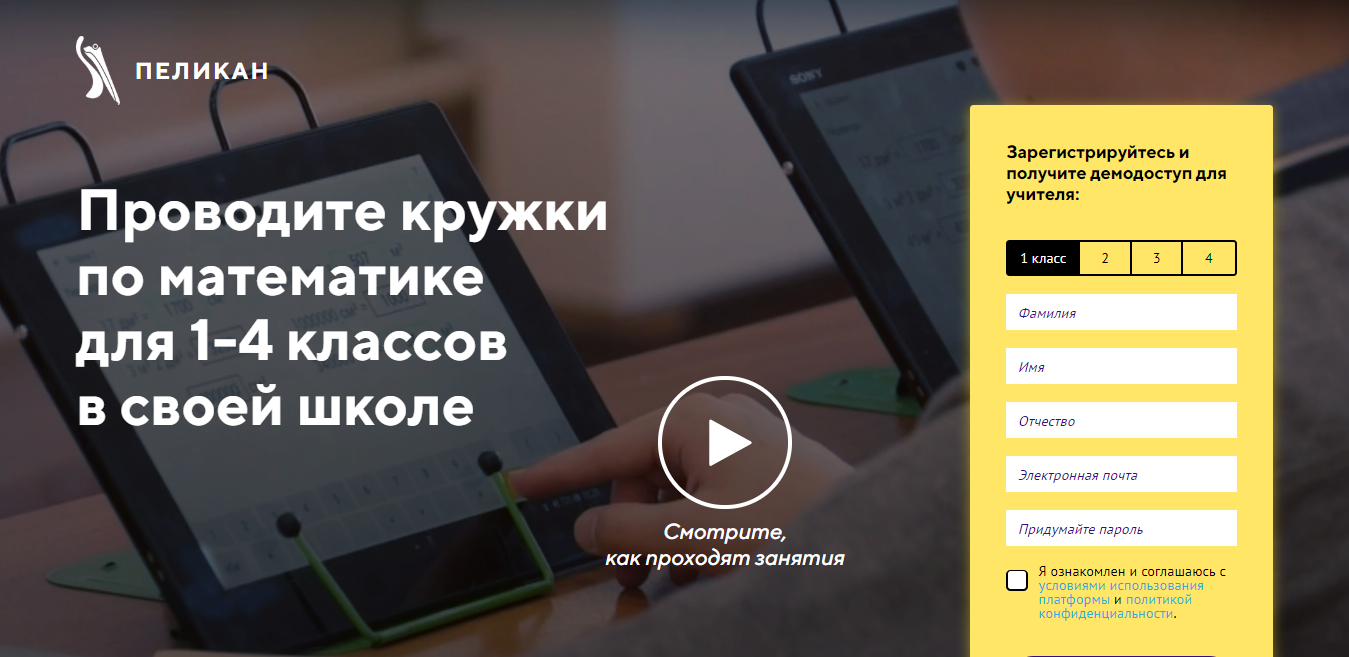 ПЕЛИКАН
Проводите кружки
по математике
для 1-4 классов
в своей школе
Смотрите,
как проходят занятия
SONY
Зарегистрируйтесь и
получите демодоступ для
учителя:
1 класс 2 3 4
Фамилия
Имя
Отчество
Электронная почта
Придумайте пароль
Я ознакомлен и соглашаюсь с
условиями использования
платформы и политикой
конфиденциальности.